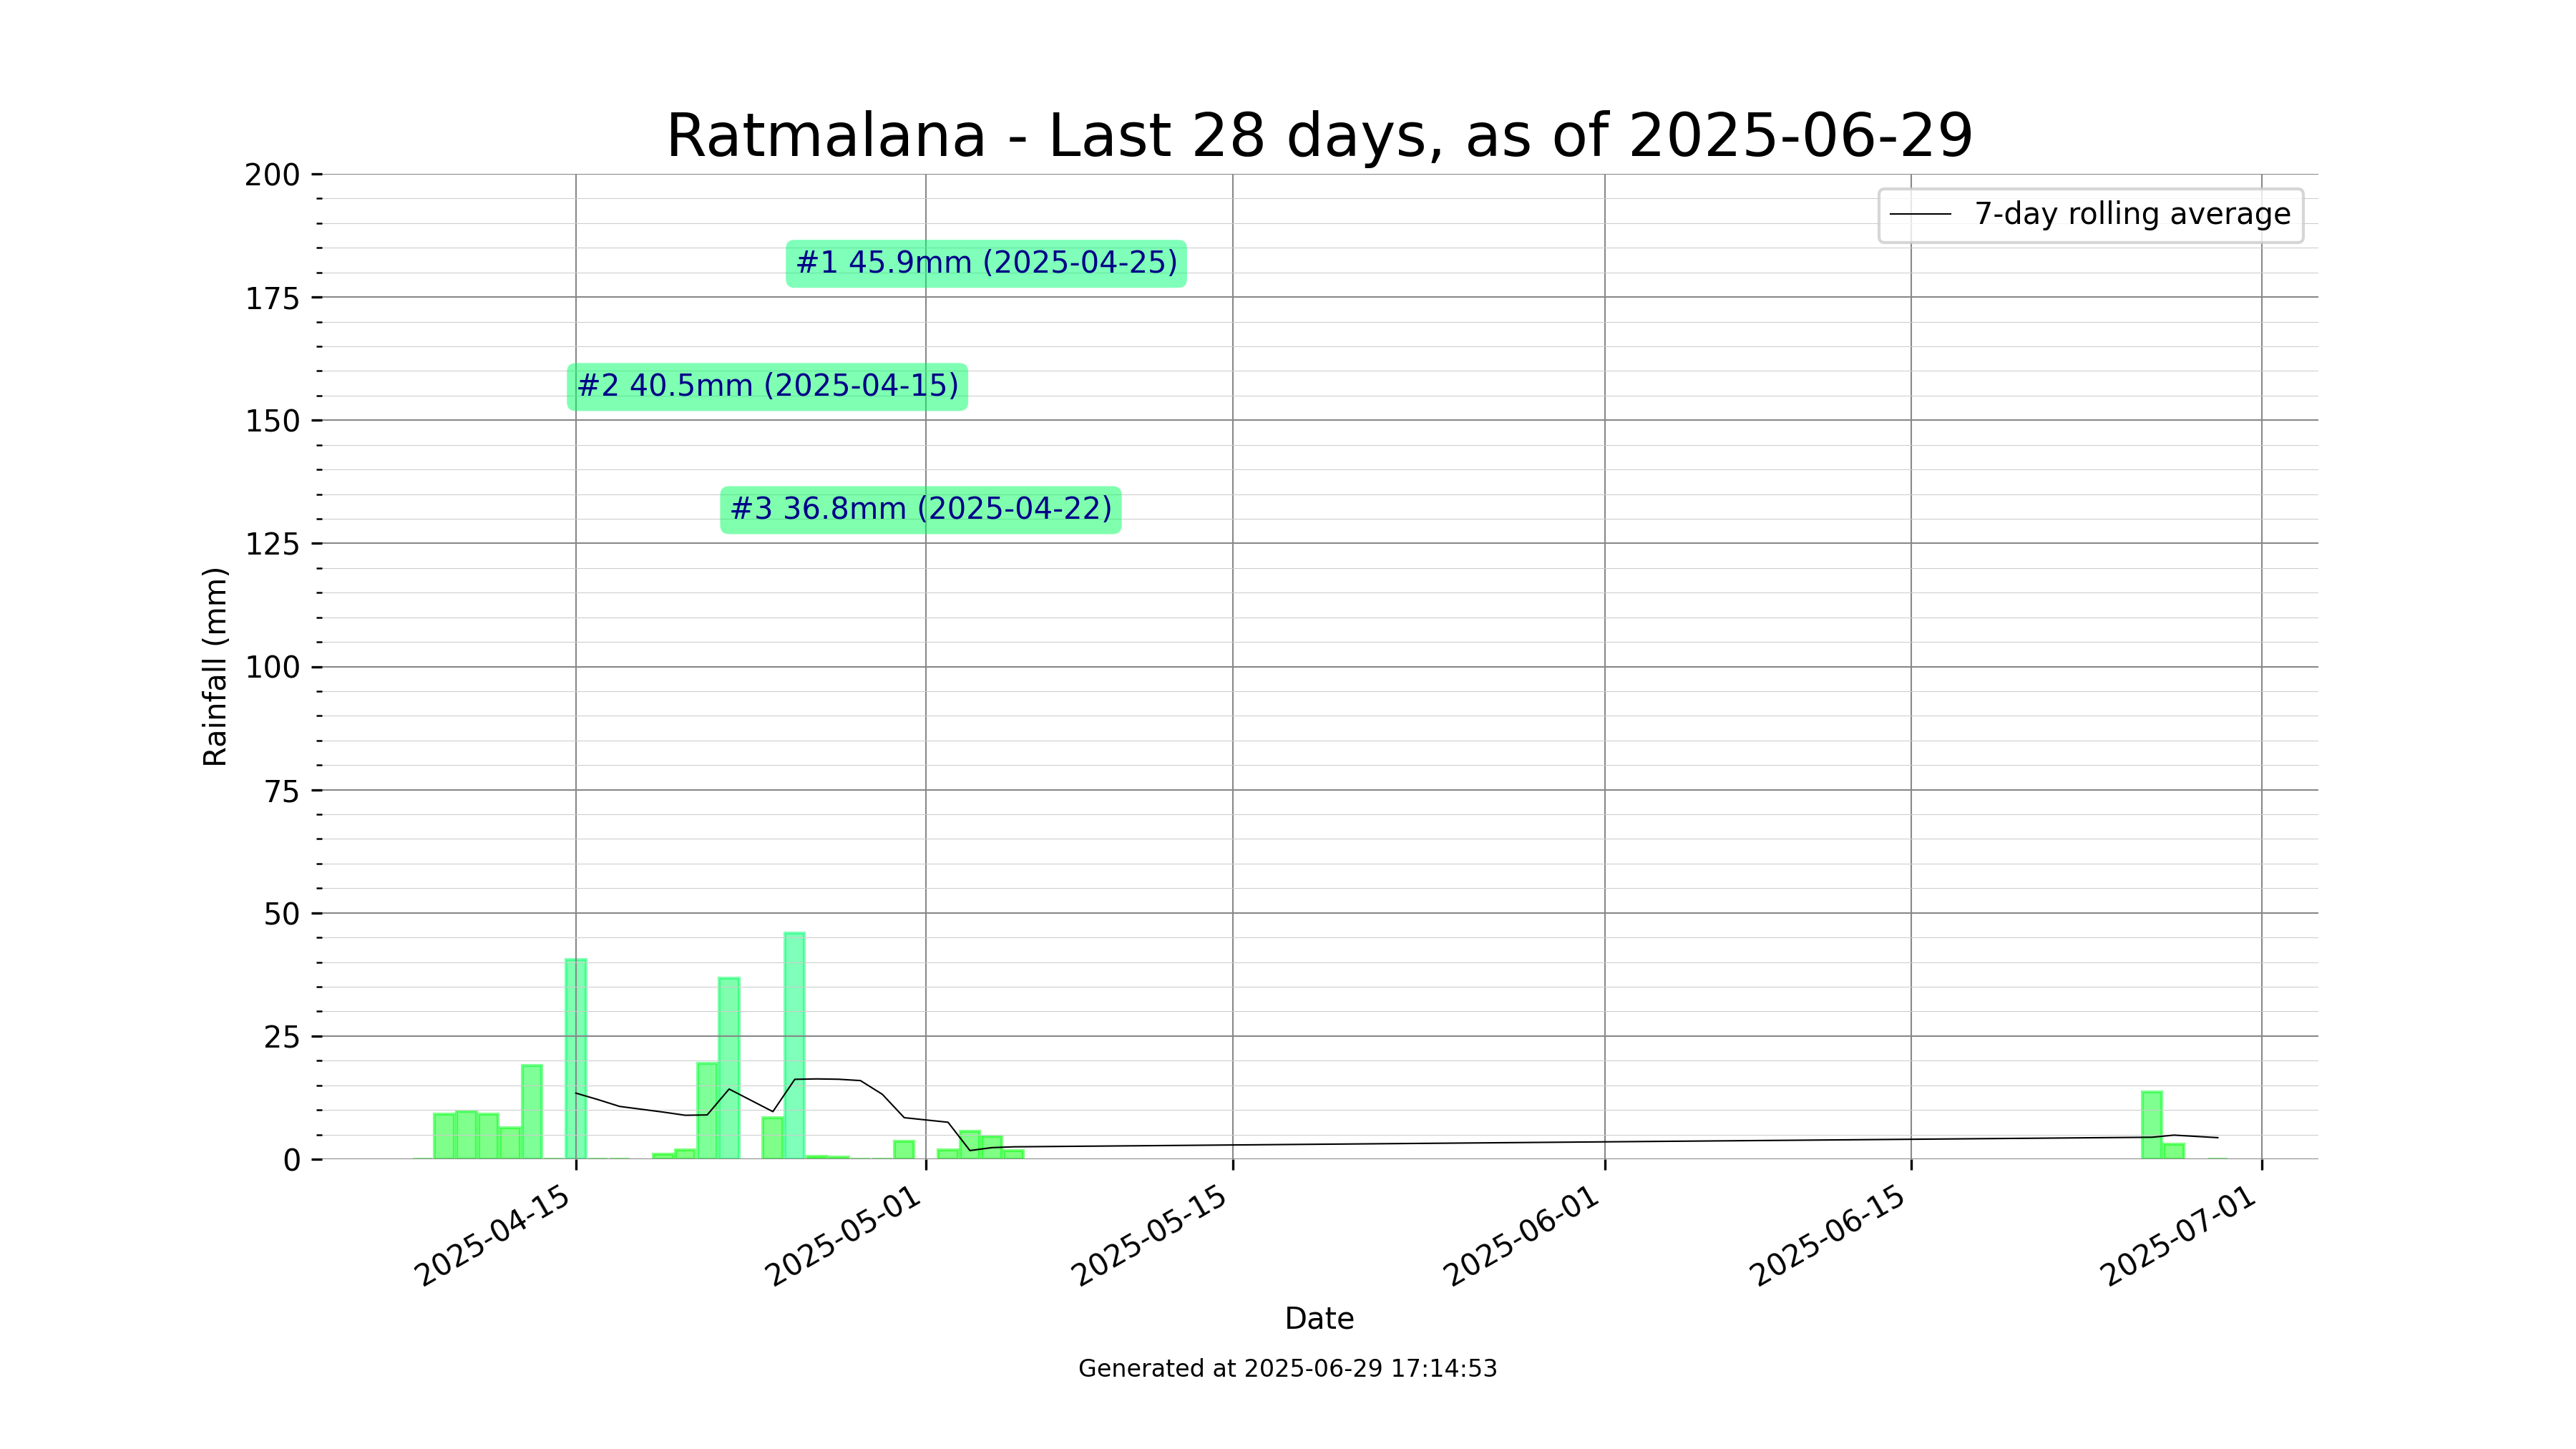 Ratmalana - Last 28 days, as of 2025-06-29
7-day rolling average
#1 45.9mm (2025-04-25)
#2 40.5mm (2025-04-15)
#3 36.8mm (2025-04-22)
Rainfall (mm)
200
175
150
125
100
75
50
25
0
2025-04-15
2025-05-01
2025-05-15
2025-06-01
2025-06-15
2025-07-01
Date
Generated at 2025-06-29 17:14:53